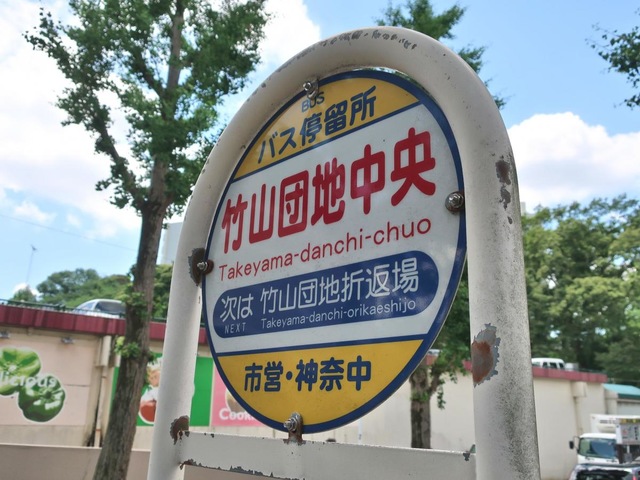 BUS
バス停留所
竹山団地中央
Takeyama-danchi-chuo
次は 竹山団地折返場
NEXT Takeyama-danchi-orikaeshijo
市営・神奈中
Cook